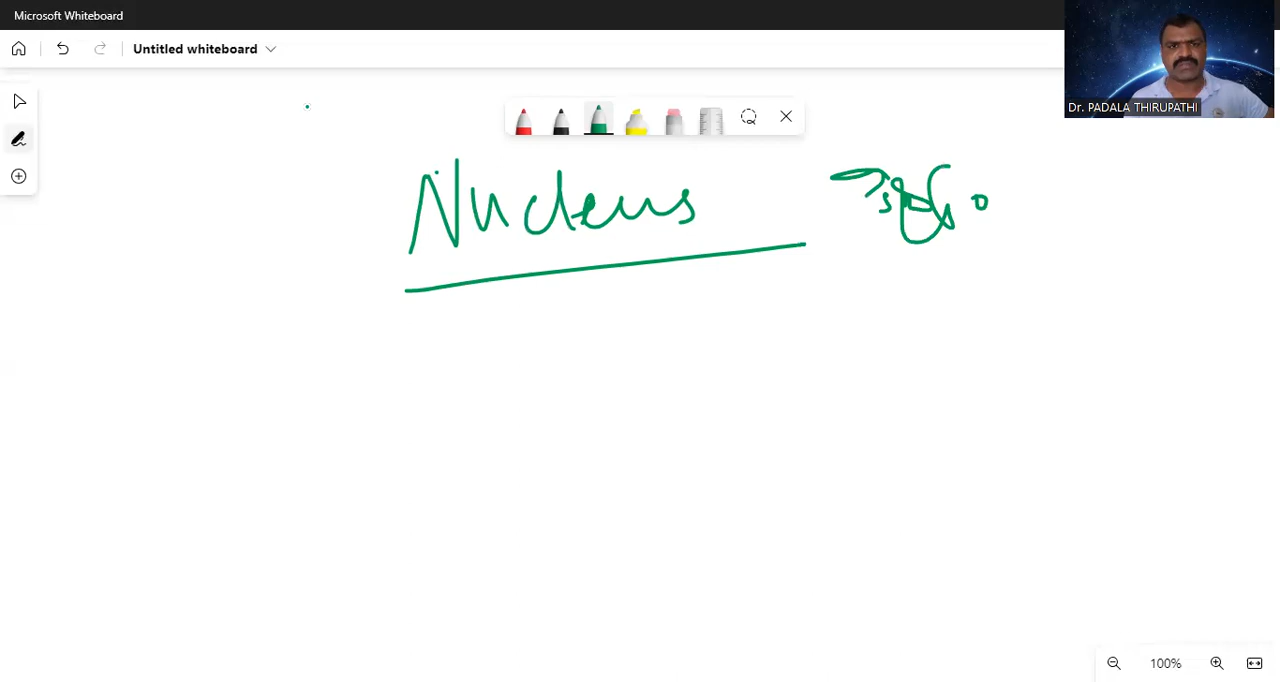 Microsoft Whiteboard
Untitled whiteboard
Dr. PADALA THIRUPATHI
Nucleus
100%